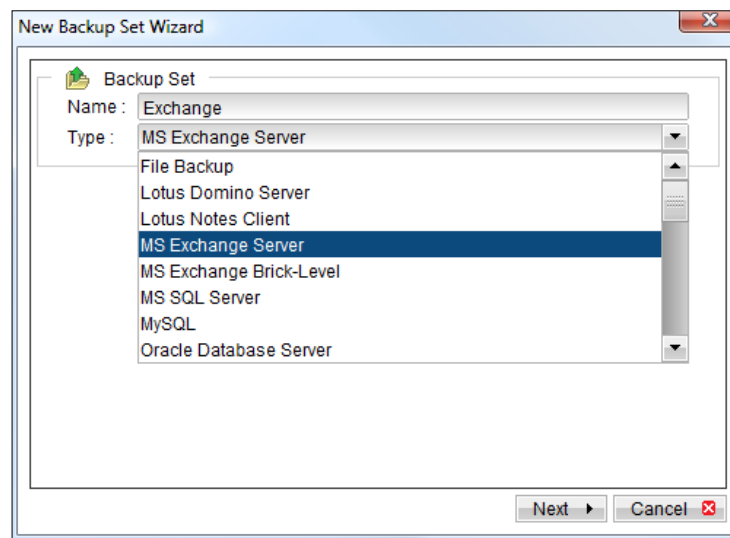 New Backup Set Wizard
Backup Set
Name : Exchange
Type : MS Exchange Server
File Backup
Lotus Domino Server
Lotus Notes Client
MS Exchange Server
MS Exchange Brick-Level
MS SQL Server
MySQL
Oracle Database Server
Next Cancel